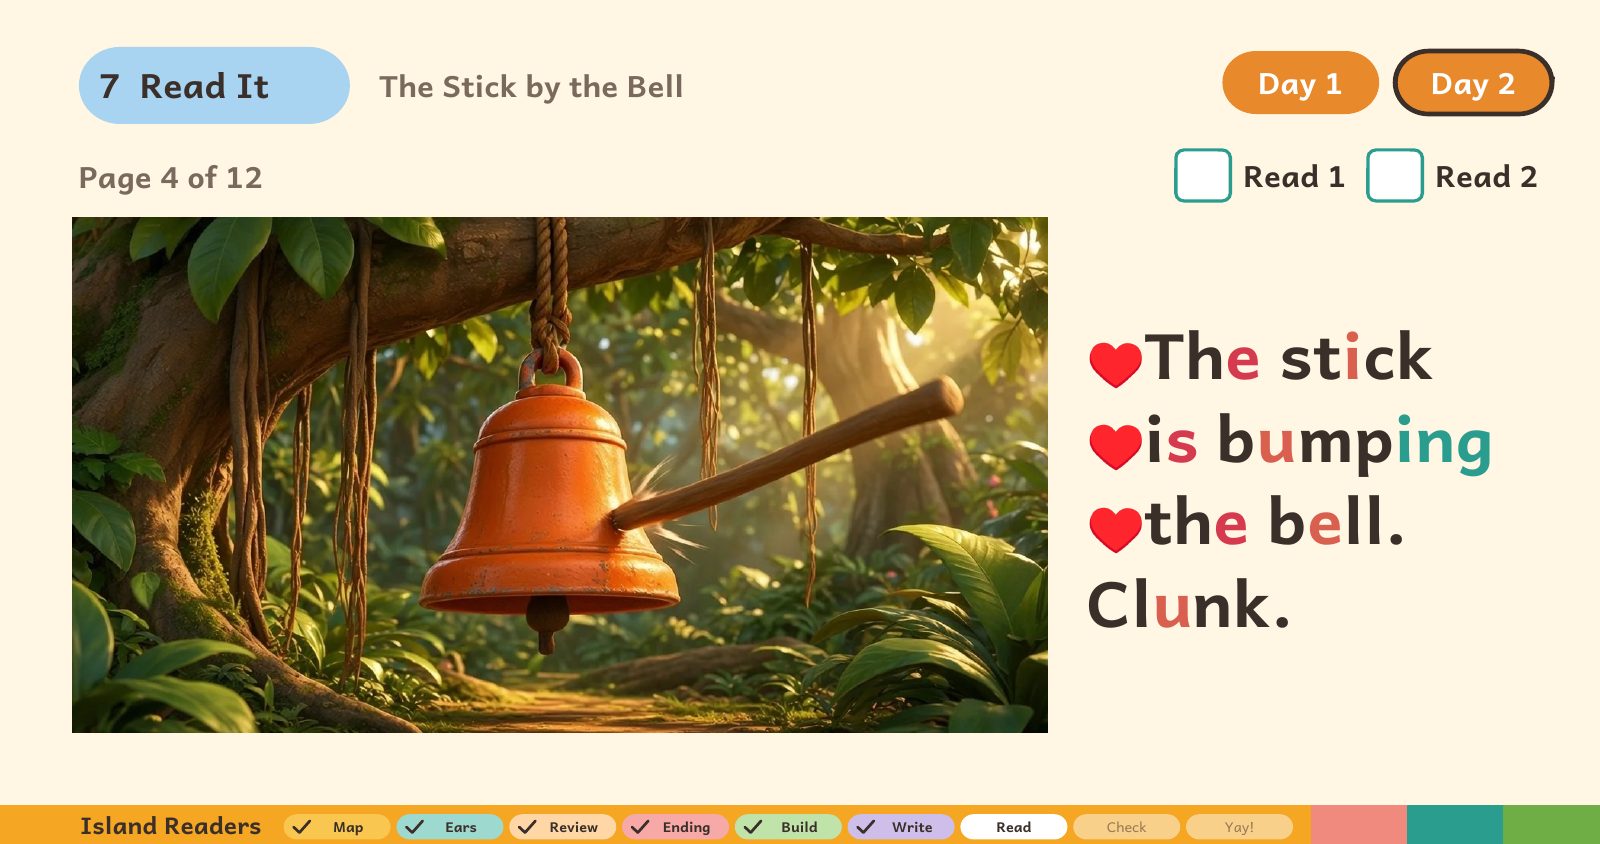 7 Read It
The Stick by the Bell
Day 1
Day 2
Page 4 of 12
Read 1
Read 2
The stick
is bumping
the bell.
Clunk.
Island Readers
Map
Ears
Review
Ending
Build
Write
Read
Check
Yay!